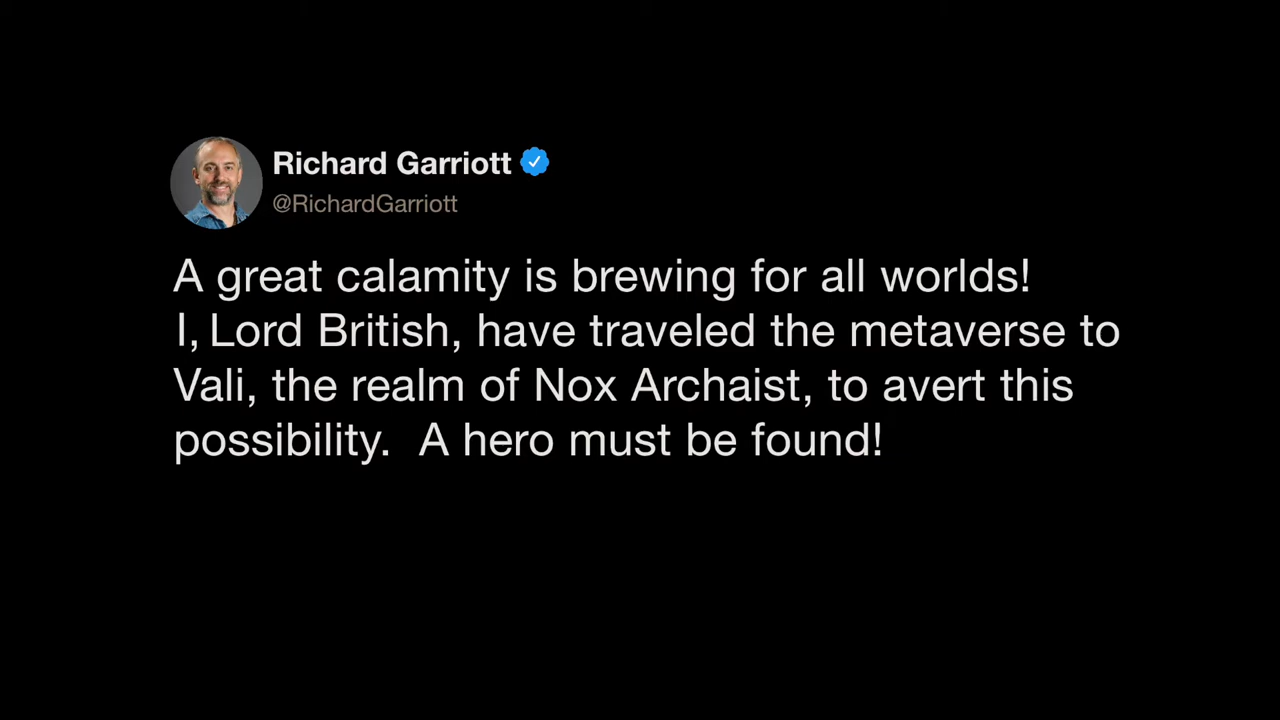 Richard Garriott
@RichardGarriott
A great calamity is brewing for all worlds!
I, Lord British, have traveled the metaverse to
Vali, the realm of Nox Archaist, to avert this
possibility.  A hero must be found!